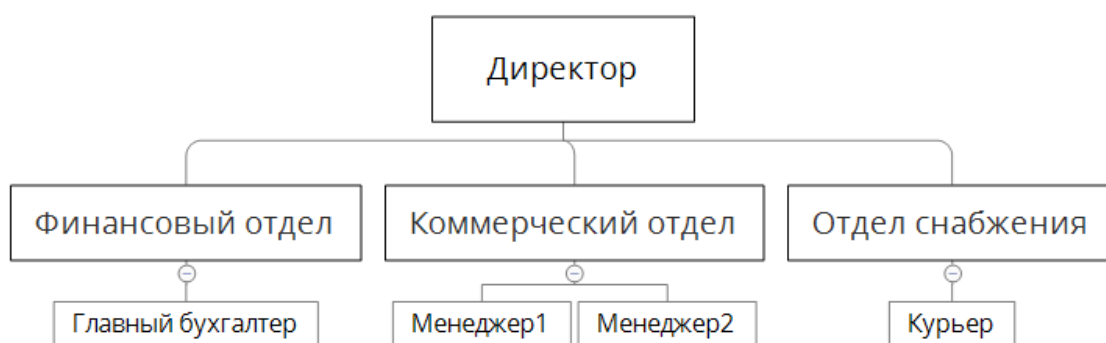 Директор
Финансовый отдел
Коммерческий отдел
Отдел снабжения
Главный бухгалтер
Менеджер1
Менеджер2
Курьер